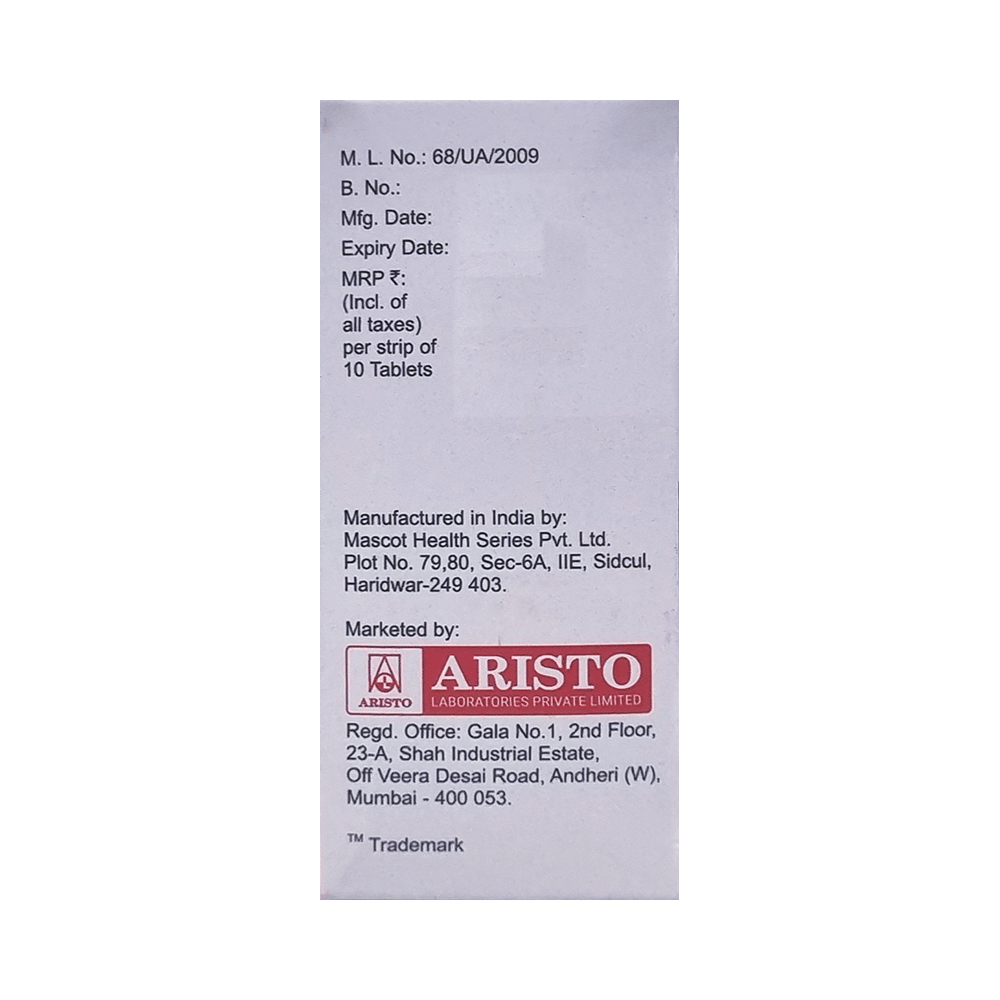 M. L. No.: 68/UA/2009
B. No.:
Mfg. Date:
Expiry Date:
MRP ₹:
(Incl. of
all taxes)
per strip of
10 Tablets
Manufactured in India by:
Mascot Health Series Pvt. Ltd.
Plot No. 79,80, Sec-6A, IIE, Sidcul,
Haridwar-249 403.
Marketed by:
ARISTO
ARISTO
LABORATORIES PRIVATE LIMITED
Regd. Office: Gala No.1, 2nd Floor,
23-A, Shah Industrial Estate,
Off Veera Desai Road, Andheri (W),
Mumbai - 400 053.
™ Trademark